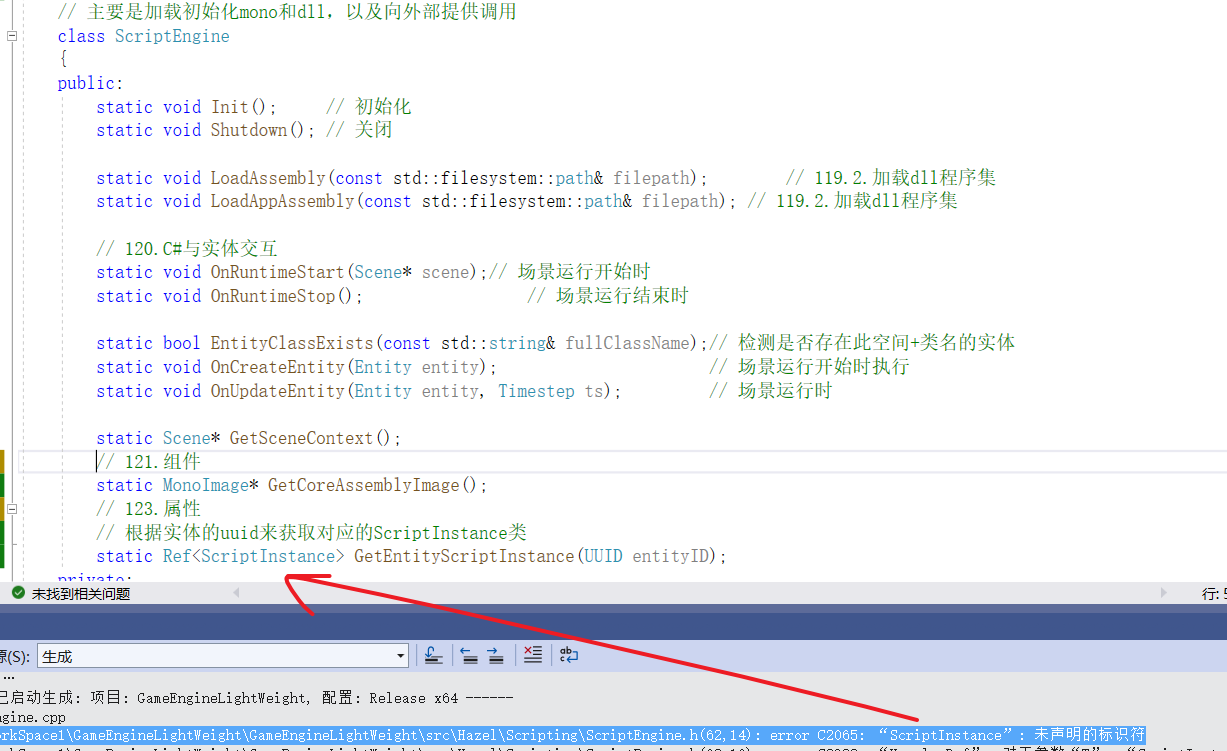 // 主要是加载初始化mono和dll，以及向外部提供调用
class ScriptEngine
{
public:
static void Init(); // 初始化
static void Shutdown(); // 关闭
static void LoadAssembly(const std::filesystem::path& filepath); // 119.2.加载dll程序集
static void LoadAppAssembly(const std::filesystem::path& filepath); // 119.2.加载dll程序集
// 120.C#与实体交互
static void OnRuntimeStart(Scene* scene);// 场景运行开始时
static void OnRuntimeStop(); // 场景运行结束时
static bool EntityClassExists(const std::string& fullClassName);// 检测是否存在此空间+类名的实体
static void OnCreateEntity(Entity entity); // 场景运行开始时执行
static void OnUpdateEntity(Entity entity, Timestep ts); // 场景运行时
static Scene* GetSceneContext();
// 121.组件
static MonoImage* GetCoreAssemblyImage();
// 123.属性
// 根据实体的uuid来获取对应的ScriptInstance类
static Ref<ScriptInstance> GetEntityScriptInstance(UUID entityID);
private:
未找到相关问题 行: 5
源(S): 生成
...
已启动生成: 项目: GameEngineLightWeight, 配置: Release x64 ------
ngine.cpp
orkSpace1\GameEngineLightWeight\GameEngineLightWeight\src\Hazel\Scripting\ScriptEngine.h(62,14): error C2065: “ScriptInstance”: 未声明的标识符